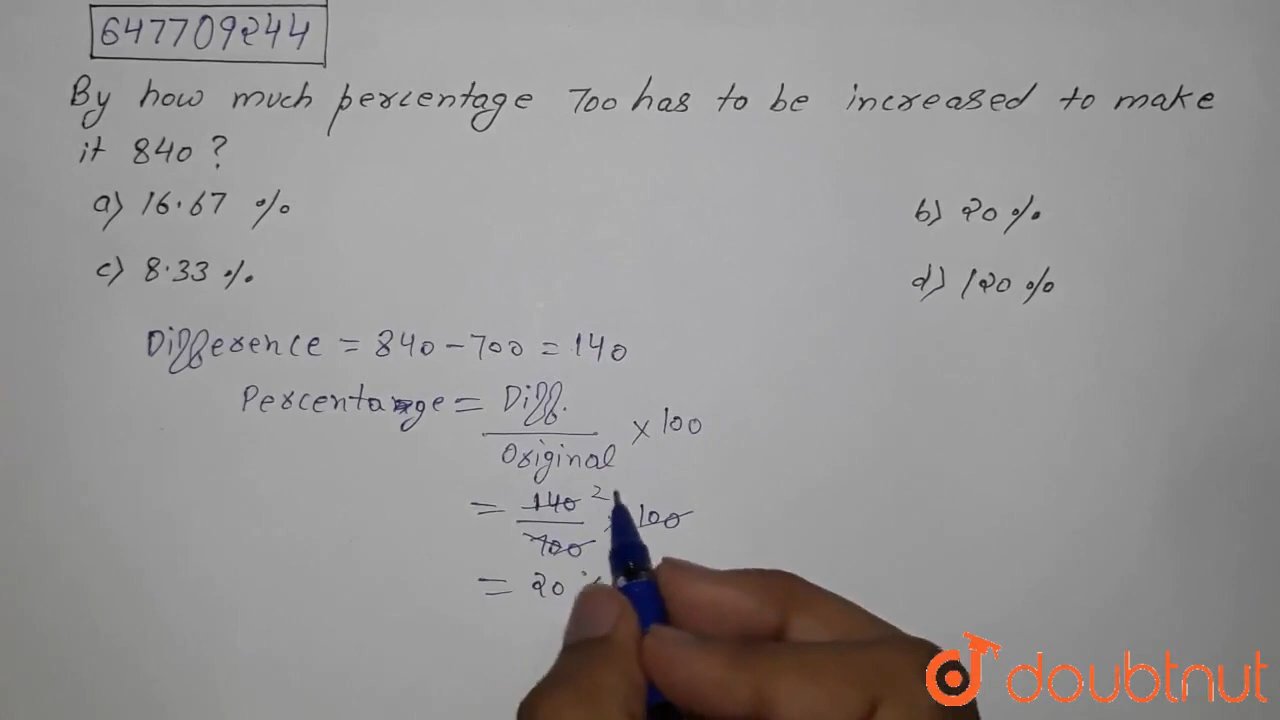 647709244
By how much percentage 700 has to be increased to make
it 840 ?
a) 16.67 %
b) 20 %
c) 8.33 %
d) 120 %
Difference = 840 - 700 = 140
Percentage = Diff.
Original
× 100
= 140 2
700
100
= 20 %
doubtnut